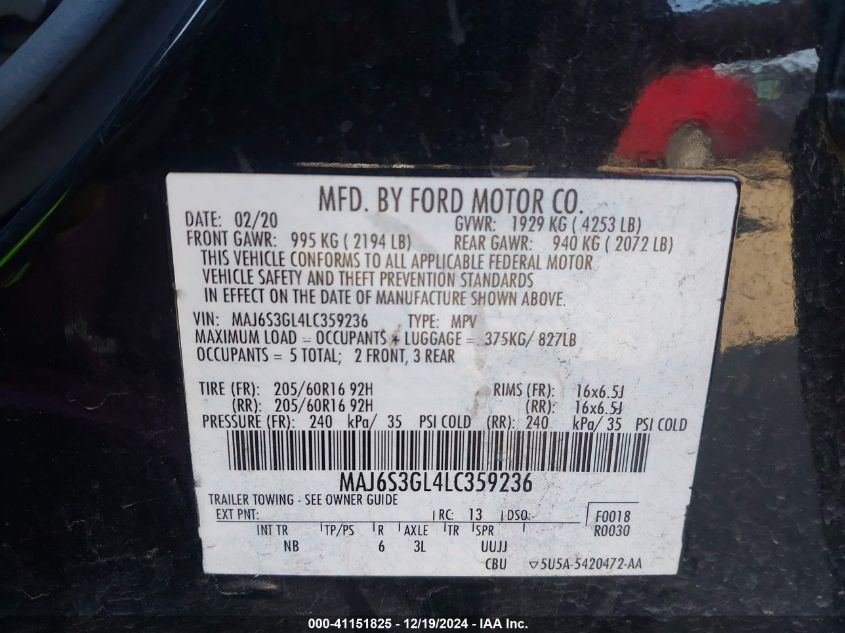 MFD. BY FORD MOTOR CO.
DATE: 02/20 GVWR: 1929 KG ( 4253 LB)
FRONT GAWR: 995 KG ( 2194 LB) REAR GAWR: 940 KG ( 2072 LB)
THIS VEHICLE CONFORMS TO ALL APPLICABLE FEDERAL MOTOR
VEHICLE SAFETY AND THEFT PREVENTION STANDARDS
IN EFFECT ON THE DATE OF MANUFACTURE SHOWN ABOVE.
VIN: MAJ6S3GL4LC359236 TYPE: MPV
MAXIMUM LOAD = OCCUPANTS + LUGGAGE = 375KG/ 827LB
OCCUPANTS = 5 TOTAL; 2 FRONT, 3 REAR
TIRE (FR): 205/60R16 92H RIMS (FR): 16x6.5J
(RR): 205/60R16 92H (RR): 16x6.5J
PRESSURE (FR): 240 kPa/ 35 PSI COLD (RR): 240 kPa/ 35 PSI COLD
MAJ6S3GL4LC359236
TRAILER TOWING - SEE OWNER GUIDE
EXT PNT: RC: 13 DSO: F0018
R0030
INT TR TP/PS R AXLE TR SPR
NB 6 3L UUJJ
CBU ▽5U5A-5420472-AA
000-41151825 - 12/19/2024 - IAA Inc.